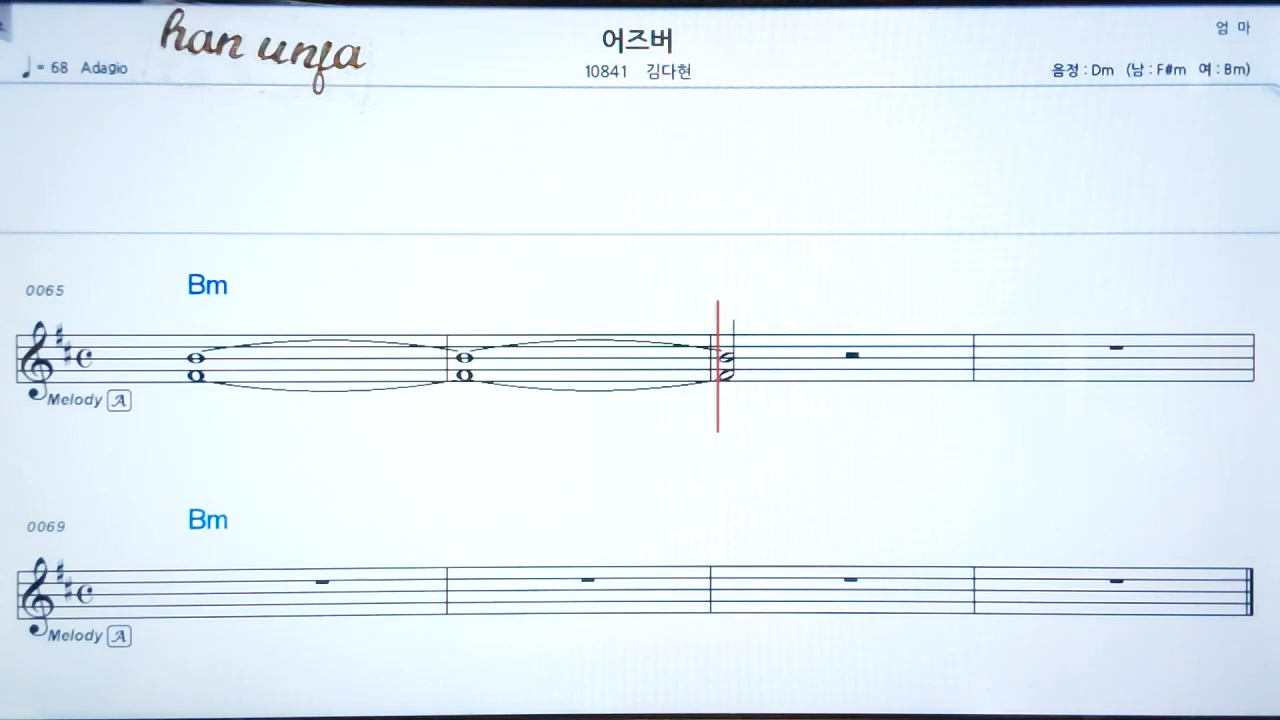 han unja
어즈버
엄 마
♩ = 68 Adagio
10841 김다현
음정 : Dm (남 : F#m 여 : Bm)
0065
Bm
Melody A
0069
Bm
Melody A